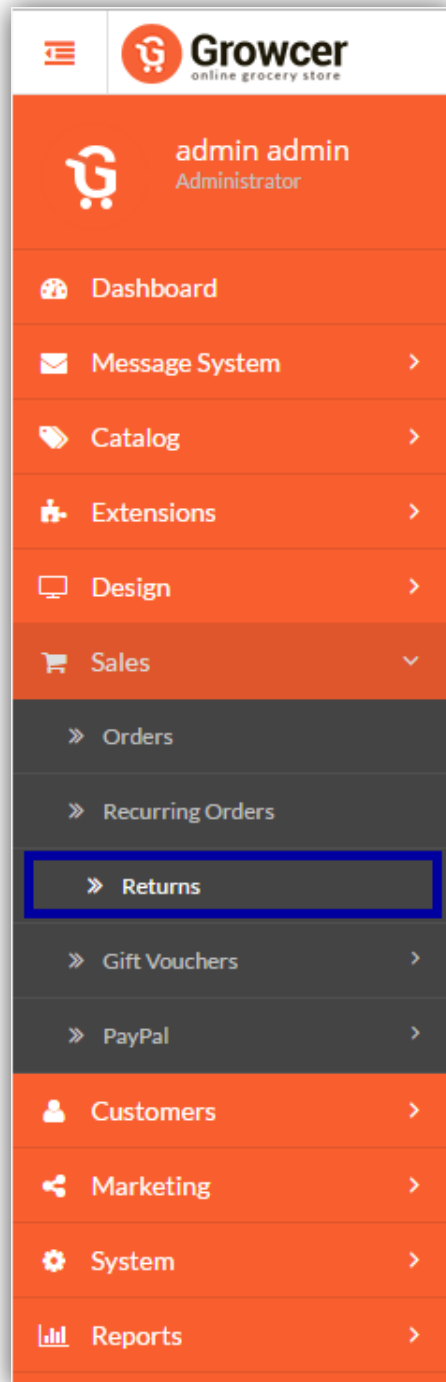 Growcer
online grocery store
admin admin
Administrator
Dashboard
Message System
Catalog
Extensions
Design
Sales
Orders
Recurring Orders
Returns
Gift Vouchers
PayPal
Customers
Marketing
System
Reports